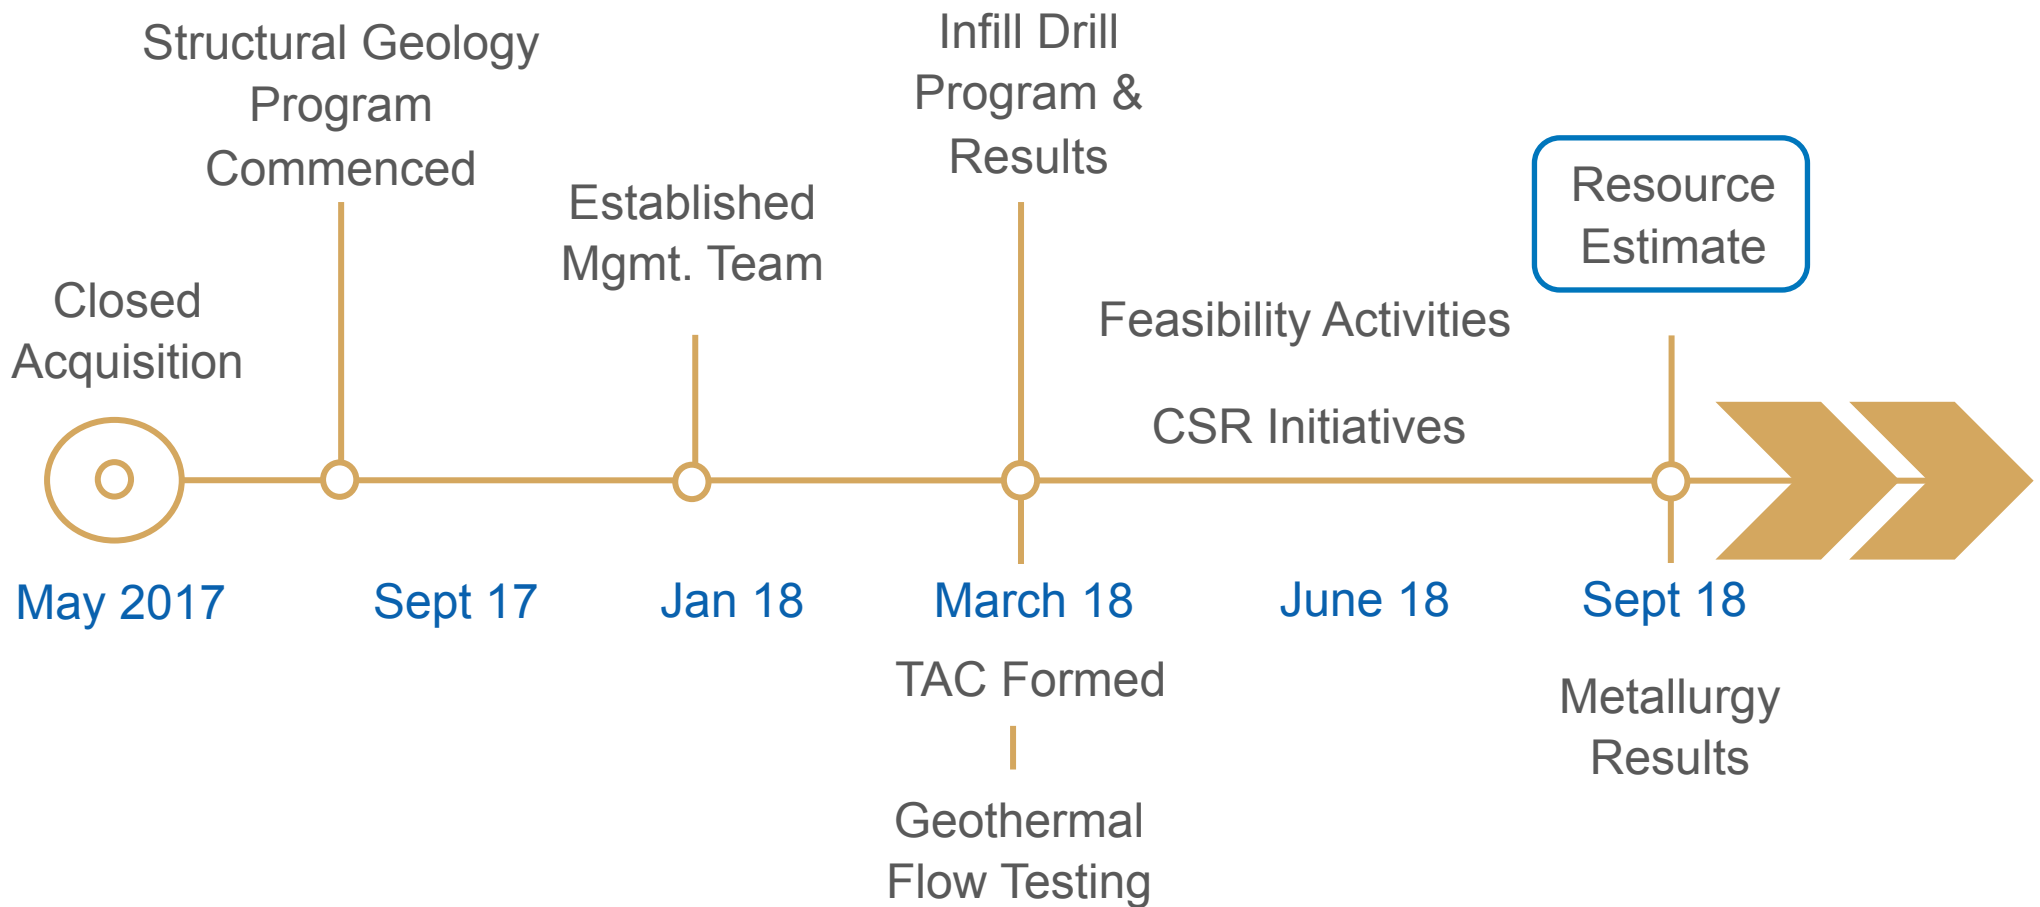 Structural Geology
Program
Commenced
Infill Drill
Program &
Results
Established
Mgmt. Team
Resource
Estimate
Closed
Acquisition
Feasibility Activities
CSR Initiatives
May 2017
Sept 17
Jan 18
March 18
June 18
Sept 18
TAC Formed
Geothermal
Flow Testing
Metallurgy
Results